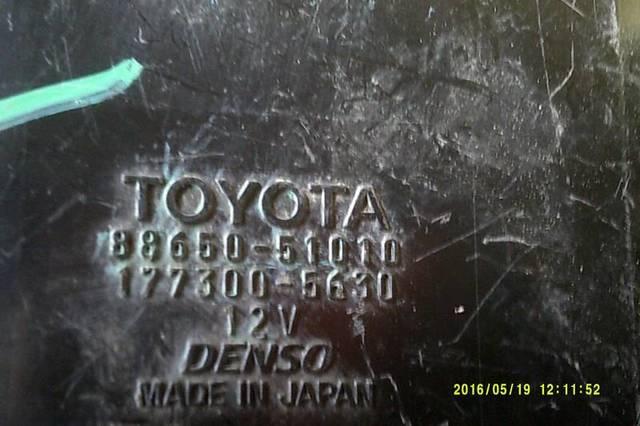 TOYOTA
88650-51010
177300-5630
12V
DENSO
MADE IN JAPAN
2016/05/19 12:11:52